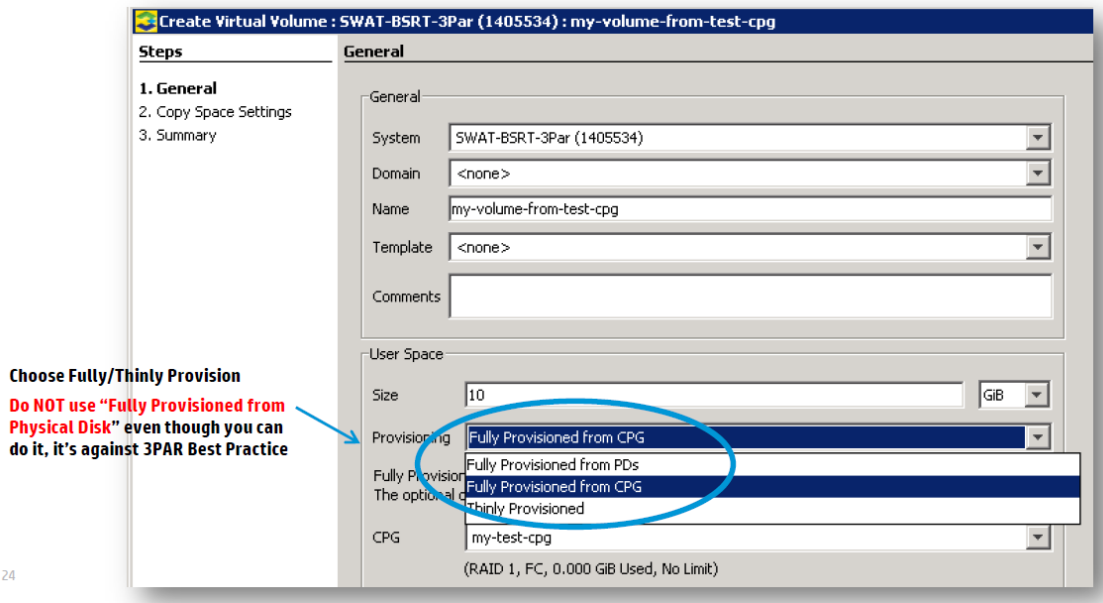 Create Virtual Volume : SWAT-BSRT-3Par (1405534) : my-volume-from-test-cpg
Steps
General
1. General
2. Copy Space Settings
3. Summary
General
System
SWAT-BSRT-3Par (1405534)
Domain
<none>
Name
my-volume-from-test-cpg
Template
<none>
Comments
User Space
Size
10
GiB
Choose Fully/Thinly Provision
Do NOT use “Fully Provisioned from
Physical Disk” even though you can
do it, it’s against 3PAR Best Practice
Provisioning
Fully Provisioned from CPG
Fully Provisioned from PDs
Fully Provisioned from CPG
Thinly Provisioned
Fully Provision
The optional
CPG
my-test-cpg
(RAID 1, FC, 0.000 GiB Used, No Limit)
24